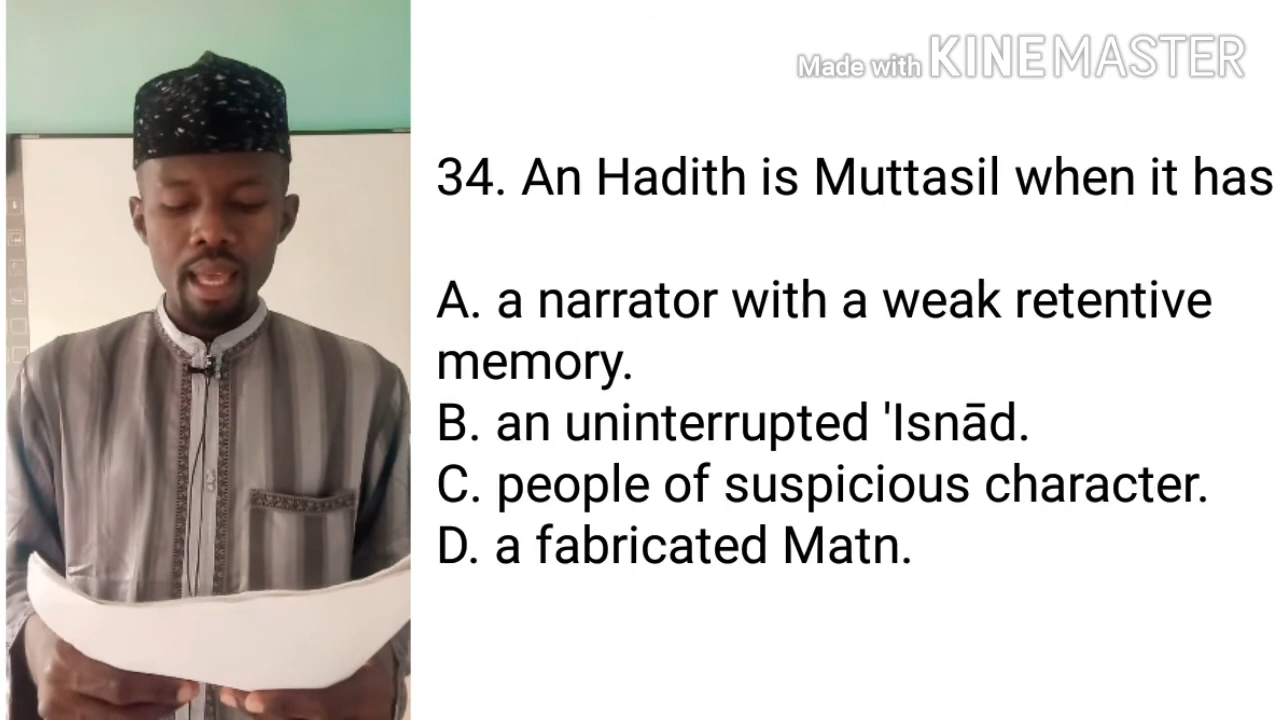 Made with KINEMASTER
34. An Hadith is Muttasil when it has
A. a narrator with a weak retentive
memory.
B. an uninterrupted 'Isnād.
C. people of suspicious character.
D. a fabricated Matn.